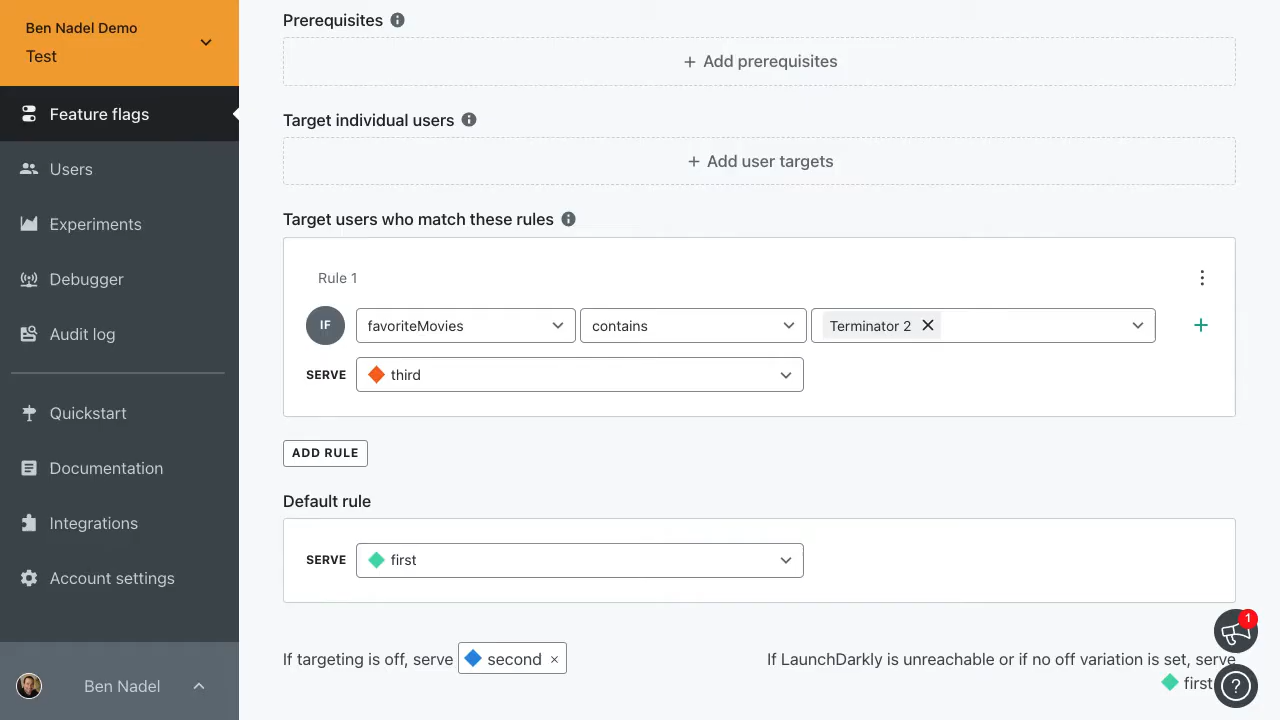 Ben Nadel Demo
Test
Feature flags
Users
Experiments
Debugger
Audit log
Quickstart
Documentation
Integrations
Account settings
Ben Nadel
Prerequisites
+ Add prerequisites
Target individual users
+ Add user targets
Target users who match these rules
Rule 1
IF favoriteMovies contains Terminator 2
SERVE third
ADD RULE
Default rule
SERVE first
If targeting is off, serve second ×
If LaunchDarkly is unreachable or if no off variation is set, serve
first
1
?